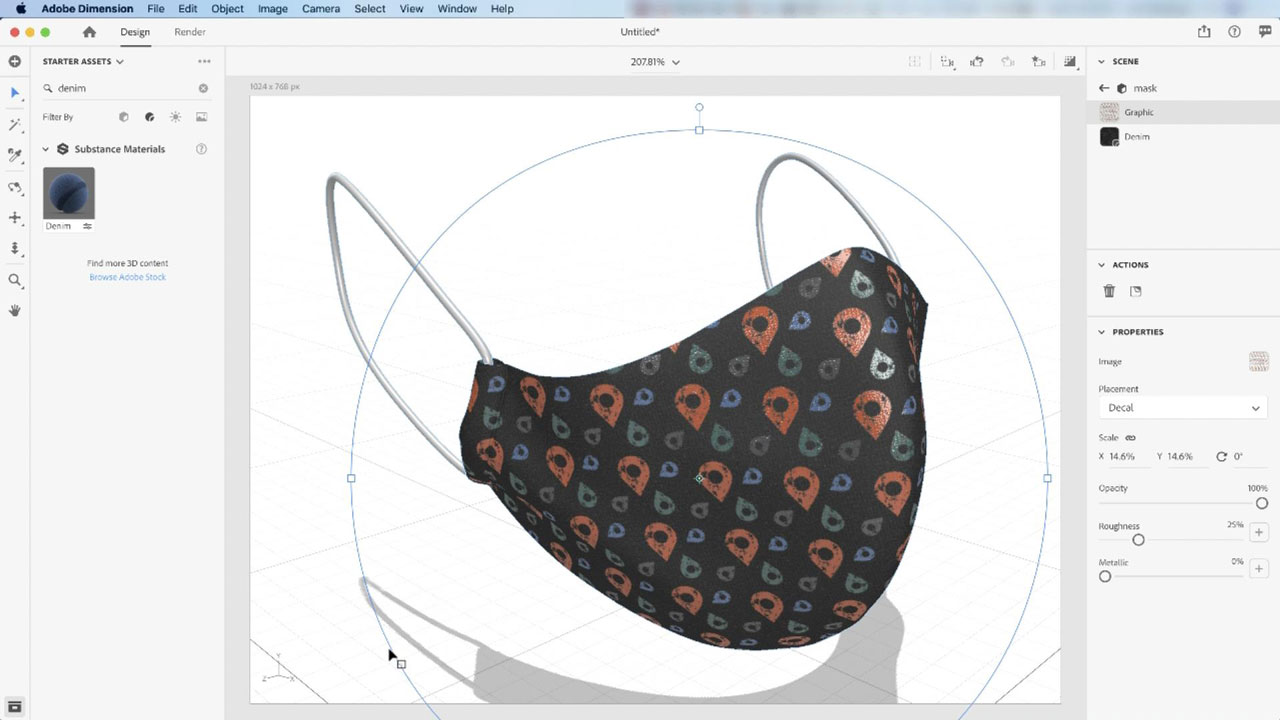 Adobe Dimension File Edit Object Image Camera Select View Window Help
Design Render Untitled*
STARTER ASSETS
207.81%
SCENE
denim
1024 x 768 px
mask
Filter By
Graphic
Denim
Substance Materials
Denim
Find more 3D content
Browse Adobe Stock
ACTIONS
PROPERTIES
Image
Placement
Decal
Scale
X 14.6% Y 14.6% 0°
Opacity 100%
Roughness 25%
Metallic 0%
Y
Z X